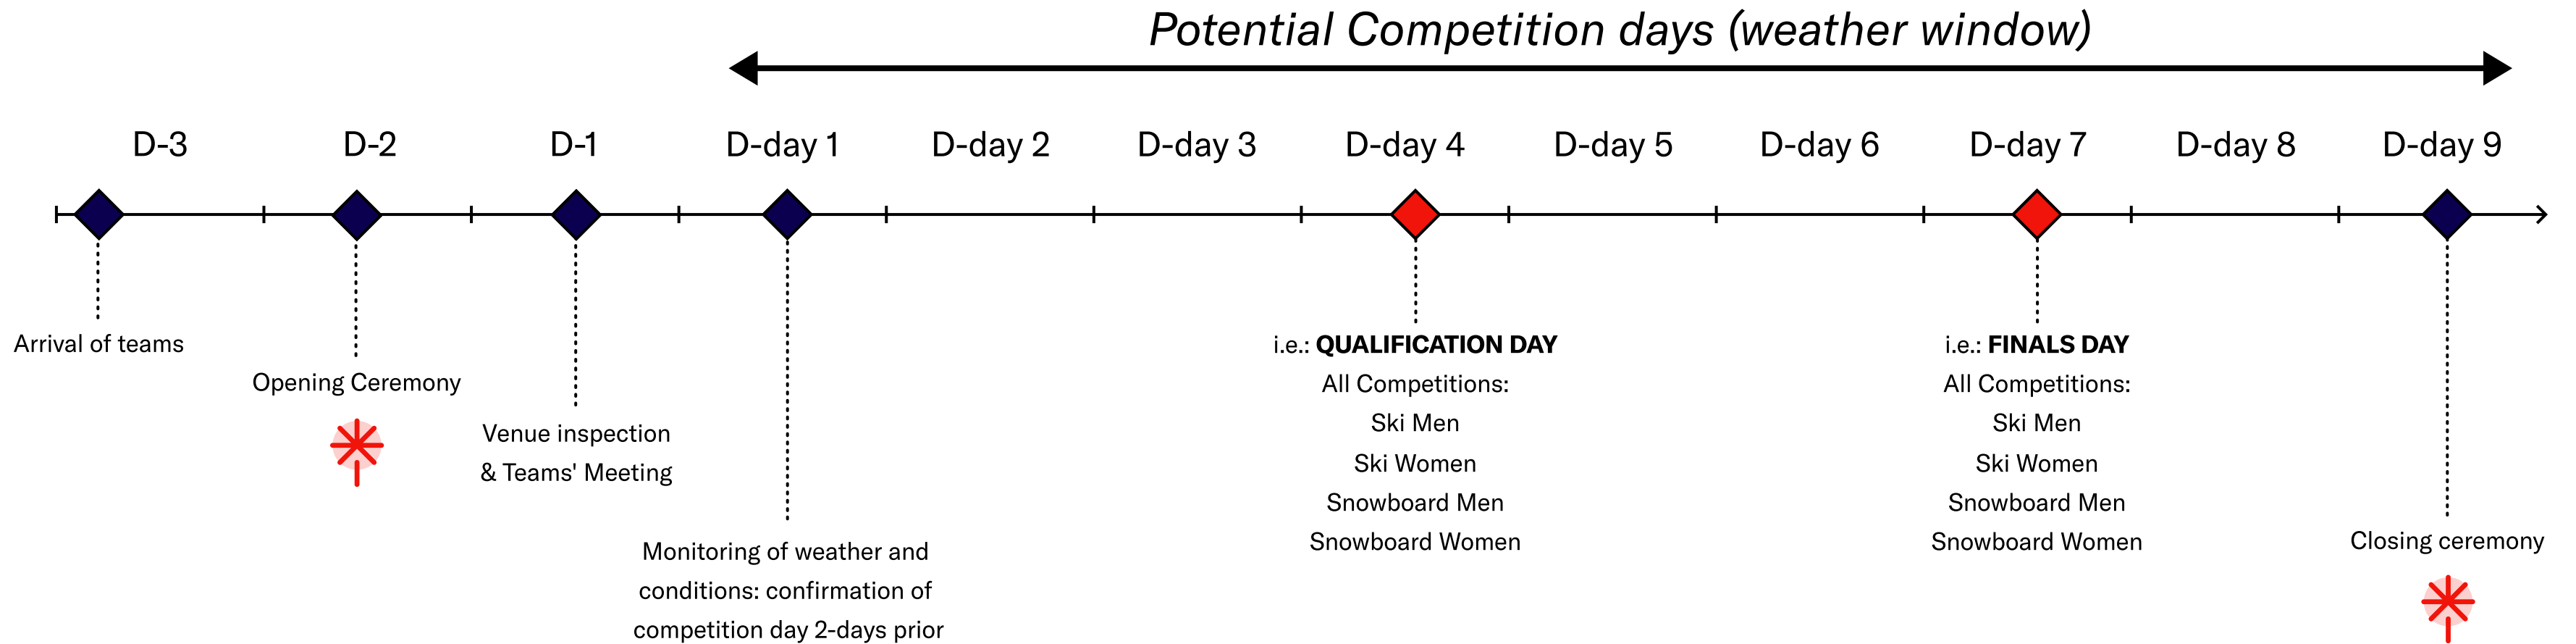 Potential Competition days (weather window)
D-3
D-2
D-1
D-day 1
D-day 2
D-day 3
D-day 4
D-day 5
D-day 6
D-day 7
D-day 8
D-day 9
Arrival of teams
Opening Ceremony
Venue inspection
& Teams' Meeting
Monitoring of weather and
conditions: confirmation of
competition day 2-days prior
i.e.: QUALIFICATION DAY
All Competitions:
Ski Men
Ski Women
Snowboard Men
Snowboard Women
i.e.: FINALS DAY
All Competitions:
Ski Men
Ski Women
Snowboard Men
Snowboard Women
Closing ceremony